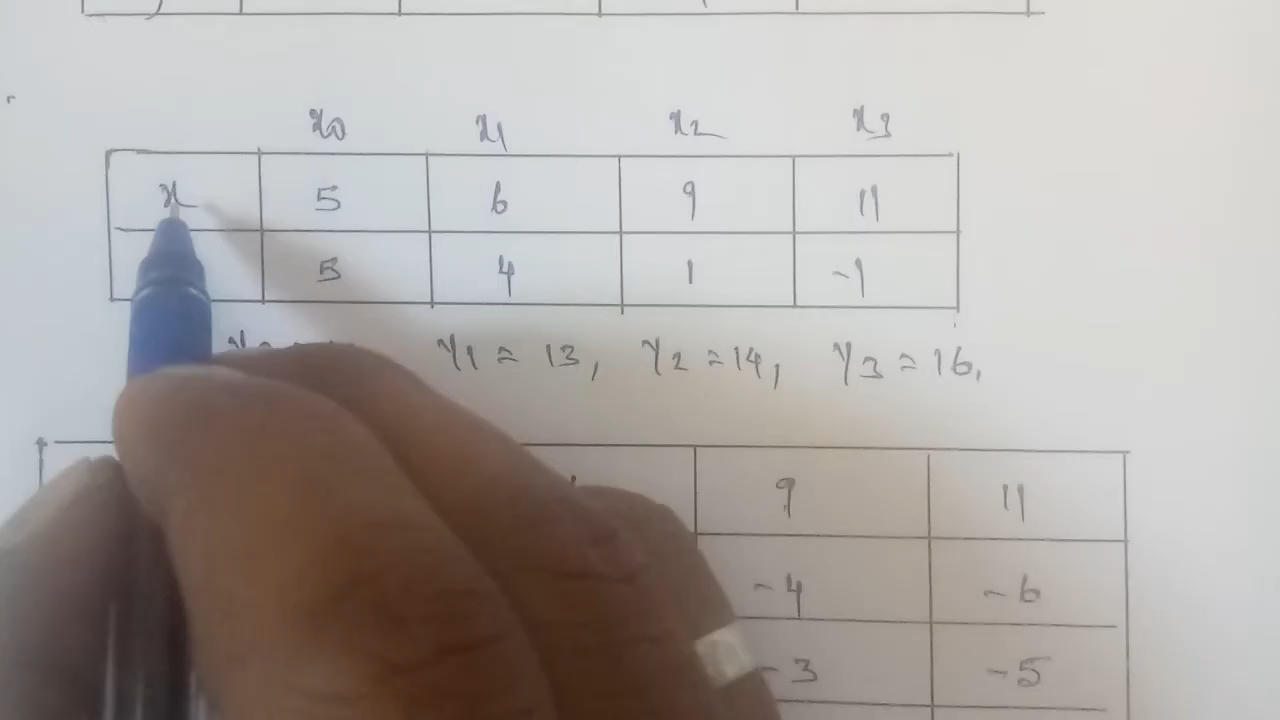 x0 x1 x2 x3
x 5 6 9 11
5 4 1 -1
y1 = 13, y2 = 14, y3 = 16,
9 11
-4 -6
-3 -5